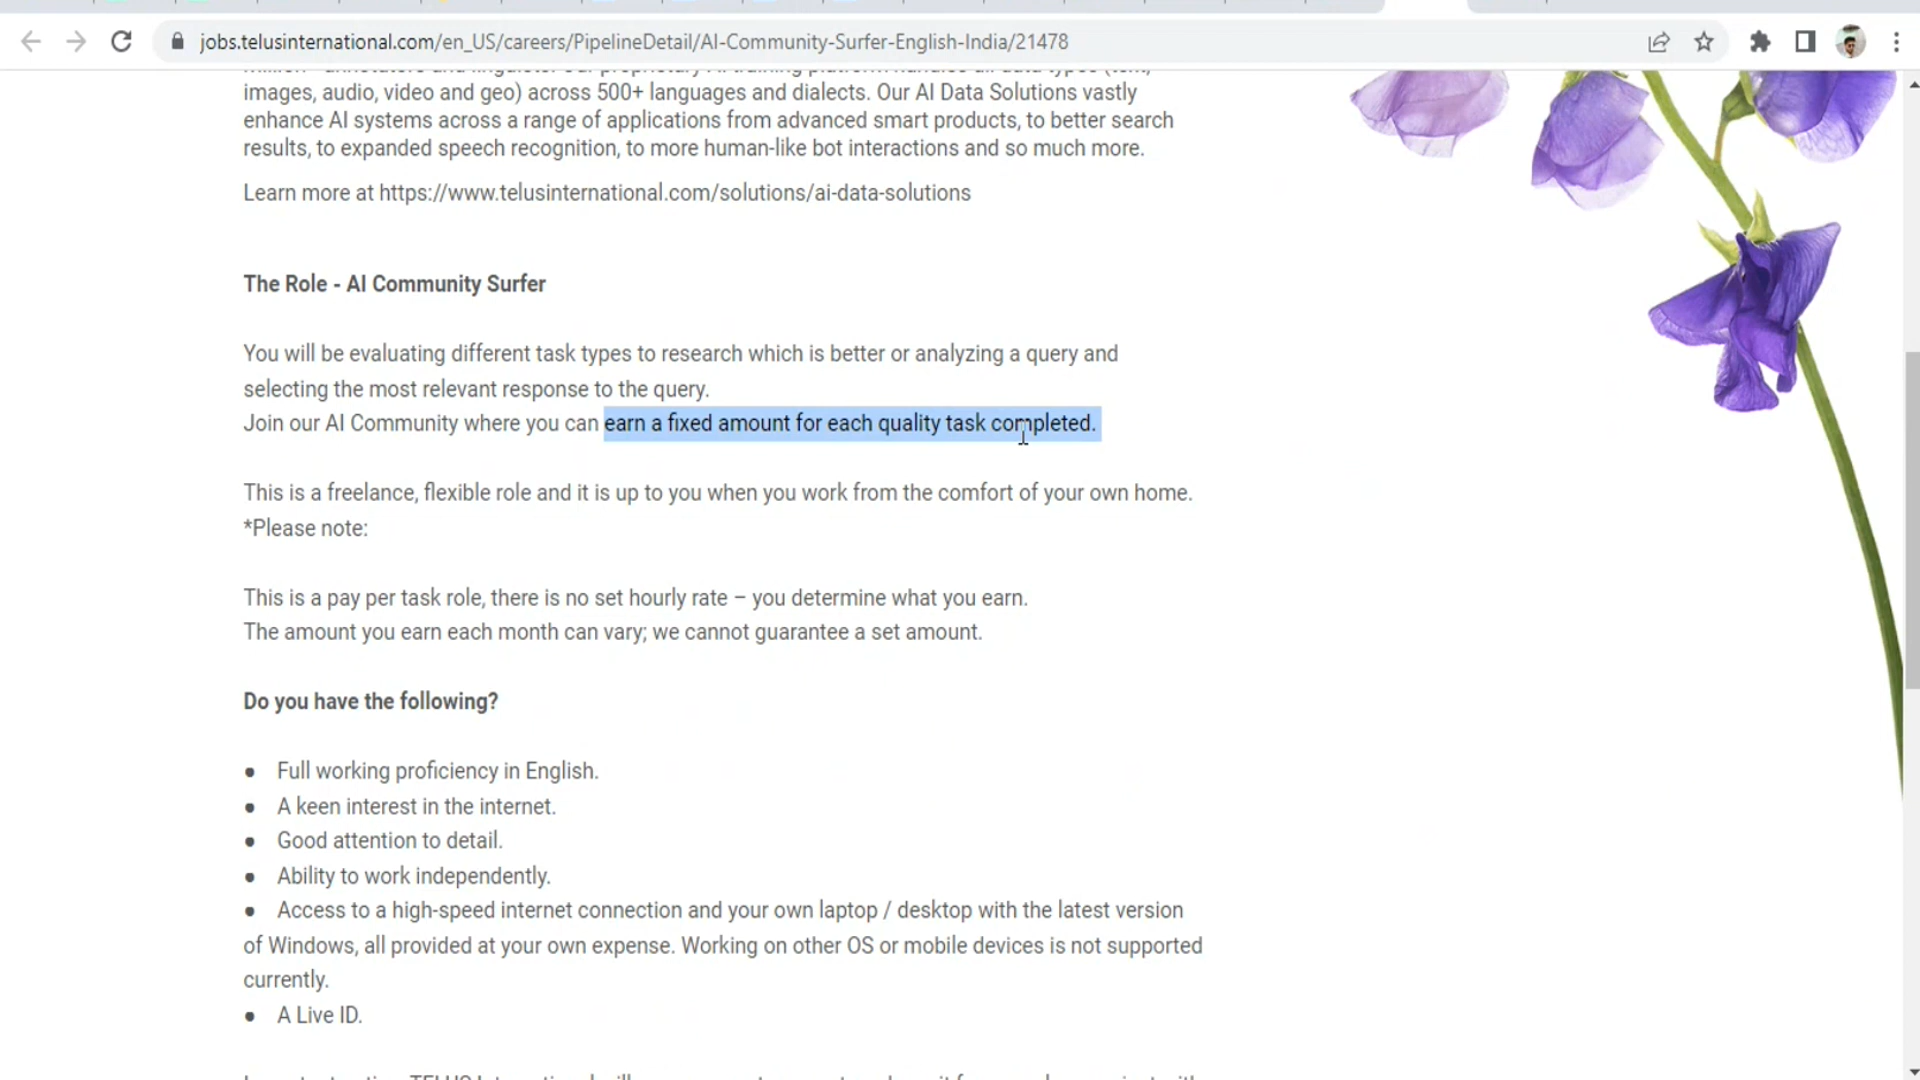 jobs.telusinternational.com/en_US/careers/PipelineDetail/AI-Community-Surfer-English-India/21478
images, audio, video and geo) across 500+ languages and dialects. Our AI Data Solutions vastly
enhance AI systems across a range of applications from advanced smart products, to better search
results, to expanded speech recognition, to more human-like bot interactions and so much more.
Learn more at https://www.telusinternational.com/solutions/ai-data-solutions
The Role - AI Community Surfer
You will be evaluating different task types to research which is better or analyzing a query and
selecting the most relevant response to the query.
Join our AI Community where you can earn a fixed amount for each quality task completed.
This is a freelance, flexible role and it is up to you when you work from the comfort of your own home.
*Please note:
This is a pay per task role, there is no set hourly rate – you determine what you earn.
The amount you earn each month can vary; we cannot guarantee a set amount.
Do you have the following?
● Full working proficiency in English.
● A keen interest in the internet.
● Good attention to detail.
● Ability to work independently.
● Access to a high-speed internet connection and your own laptop / desktop with the latest version
of Windows, all provided at your own expense. Working on other OS or mobile devices is not supported
currently.
● A Live ID.